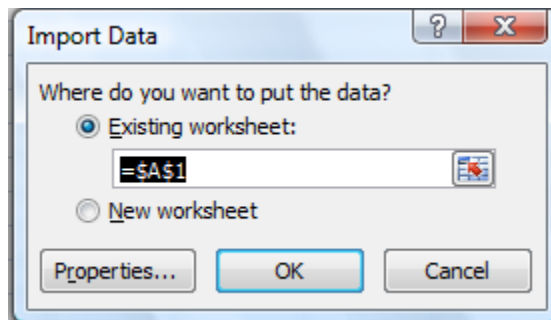 Import Data
?
Where do you want to put the data?
Existing worksheet:
=$A$1
New worksheet
Properties... OK Cancel